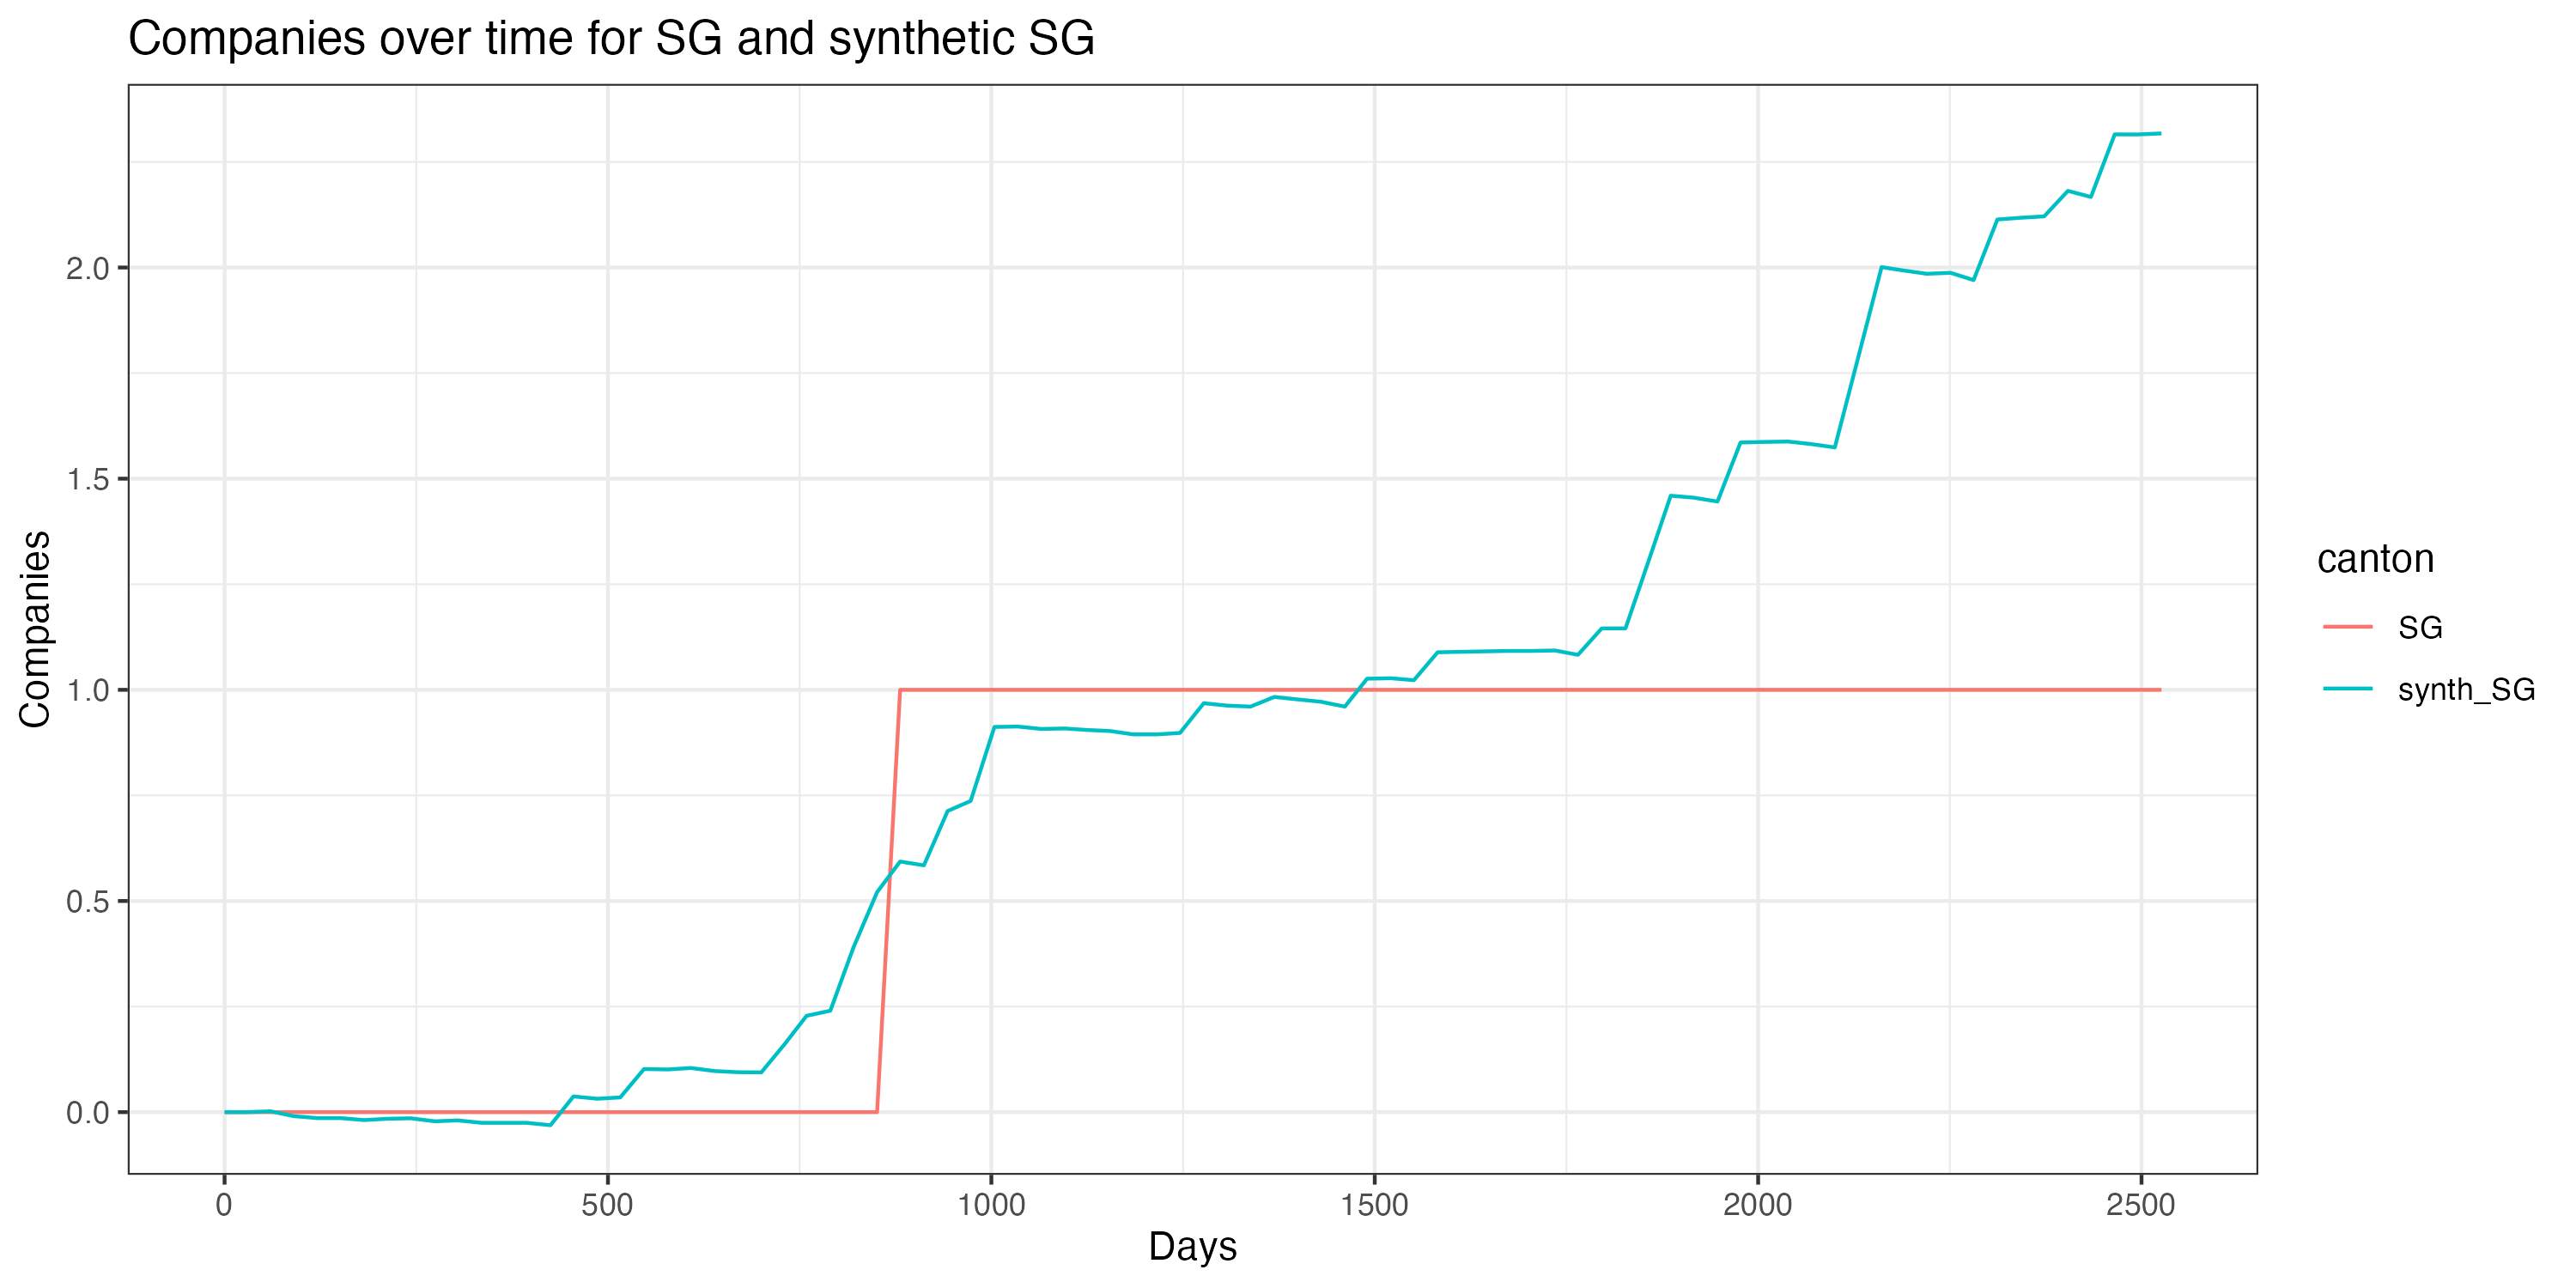 Companies over time for SG and synthetic SG
Companies
2.0
1.5
1.0
0.5
0.0
0 500 1000 1500 2000 2500
Days
canton
SG
synth_SG